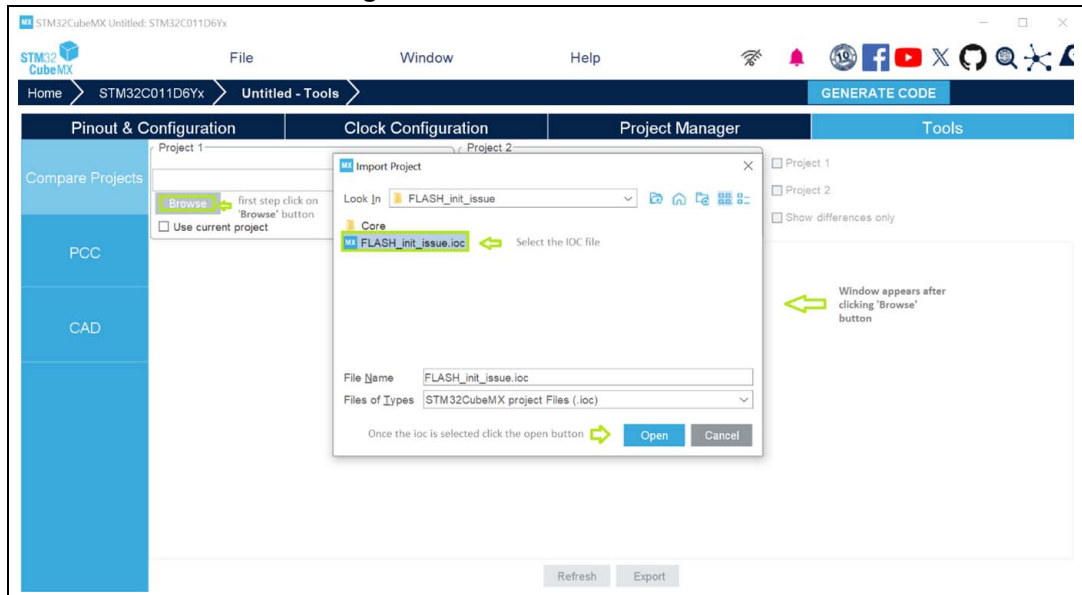 MX STM32CubeMX Untitled: STM32C011D6Yx
STM32
CubeMX
File
Window
Help
10
Home
STM32C011D6Yx
Untitled - Tools
GENERATE CODE
Pinout & Configuration
Clock Configuration
Project Manager
Tools
Compare Projects
PCC
CAD
Project 1
Project 2
Browse
first step click on
'Browse' button
Use current project
MX Import Project
Look In
FLASH_init_issue
Core
MX FLASH_init_issue.ioc
Select the IOC file
File Name
FLASH_init_issue.ioc
Files of Types
STM32CubeMX project Files (.ioc)
Once the ioc is selected click the open button
Open
Cancel
Project 1
Project 2
Show differences only
Window appears after
clicking 'Browse'
button
Refresh
Export